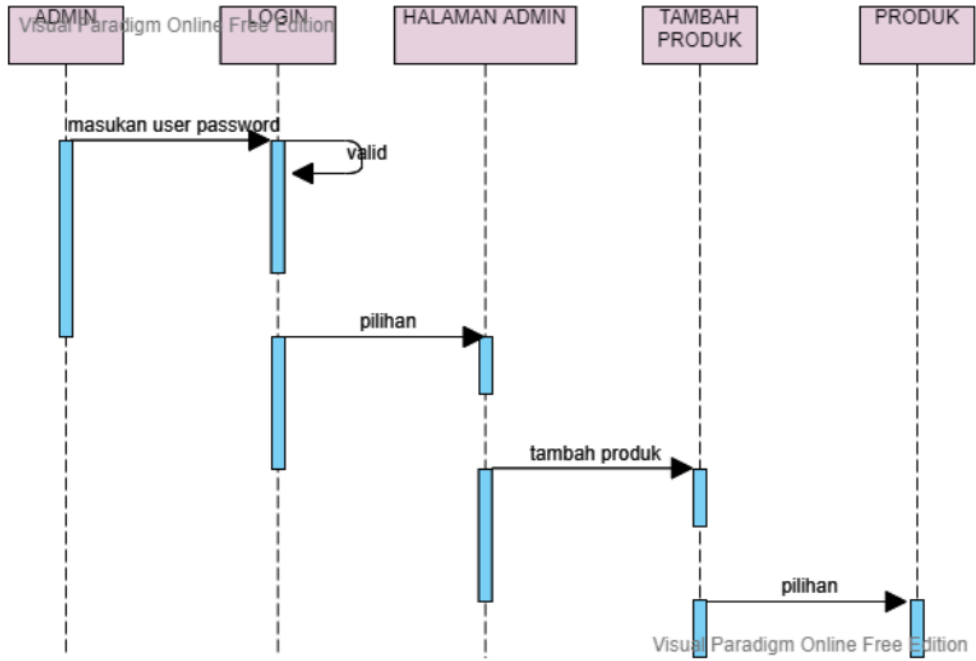 ADMIN
LOGIN
HALAMAN ADMIN
TAMBAH
PRODUK
PRODUK
Visual Paradigm Online Free Edition
masukan user password
valid
pilihan
tambah produk
pilihan
Visual Paradigm Online Free Edition